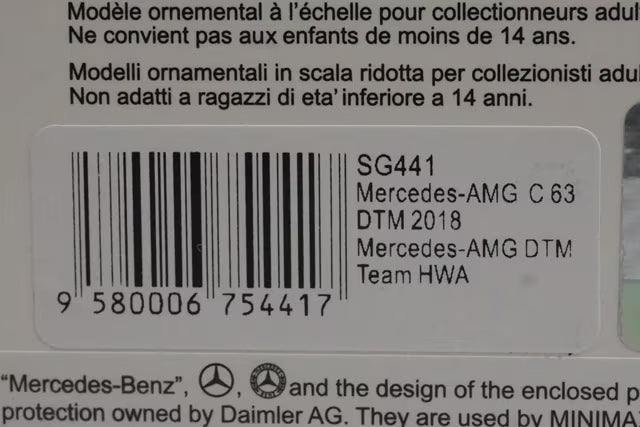 Modèle ornemental à l'échelle pour collectionneurs
Ne convient pas aux enfants de moins de 14 ans.
Modelli ornamentali in scala ridotta per collezionisti
Non adatti a ragazzi di eta' inferiore a 14 anni.
SG441
Mercedes-AMG C 63
DTM 2018
Mercedes-AMG DTM
Team HWA
9 580006 754417
"Mercedes-Benz", , and the design of the enclosed
protection owned by Daimler AG. They are used by